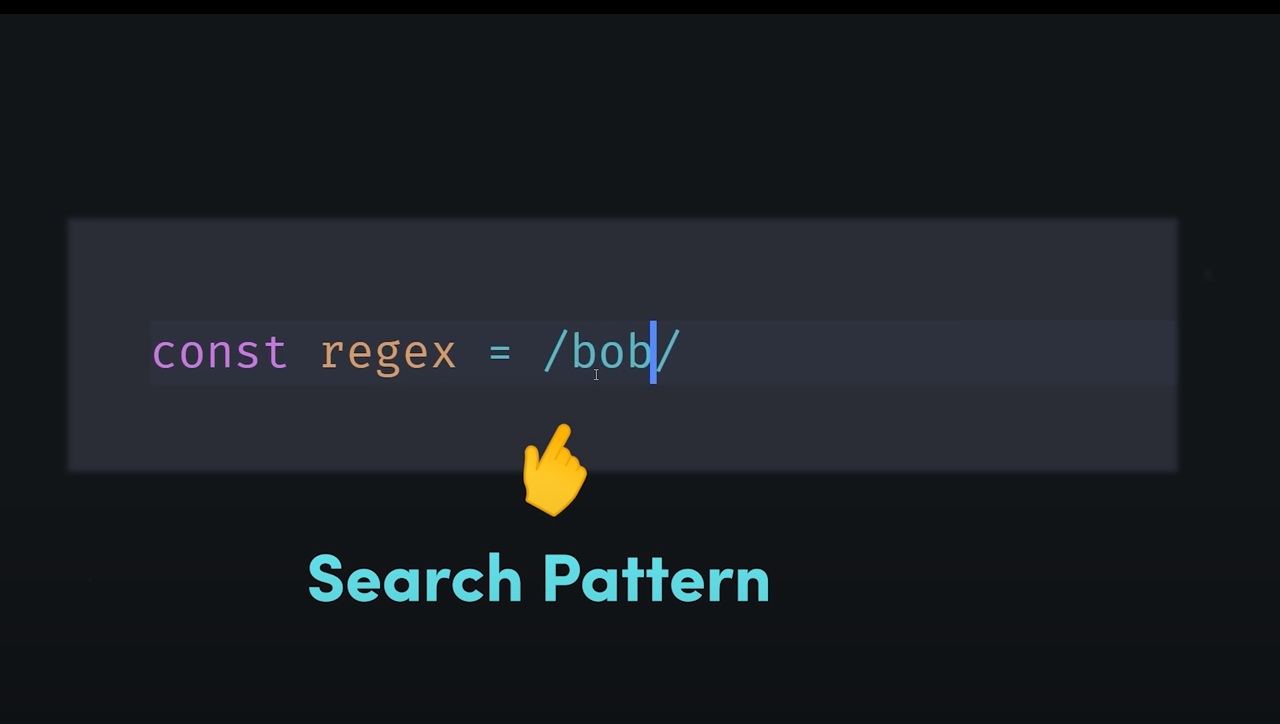 const regex = /bob/
Search Pattern